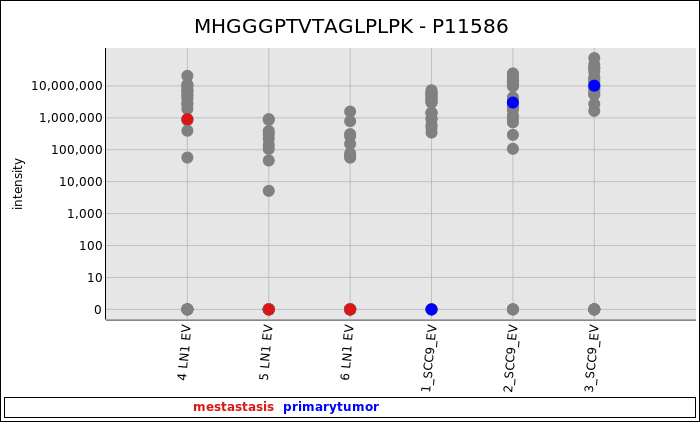 MHGGGPTVTAGLPLPK - P11586
intensity
10,000,000
1,000,000
100,000
10,000
1,000
100
10
0
4 LN1 EV
5 LN1 EV
6 LN1 EV
1_SCC9_EV
2_SCC9_EV
3_SCC9_EV
mestastasis primarytumor